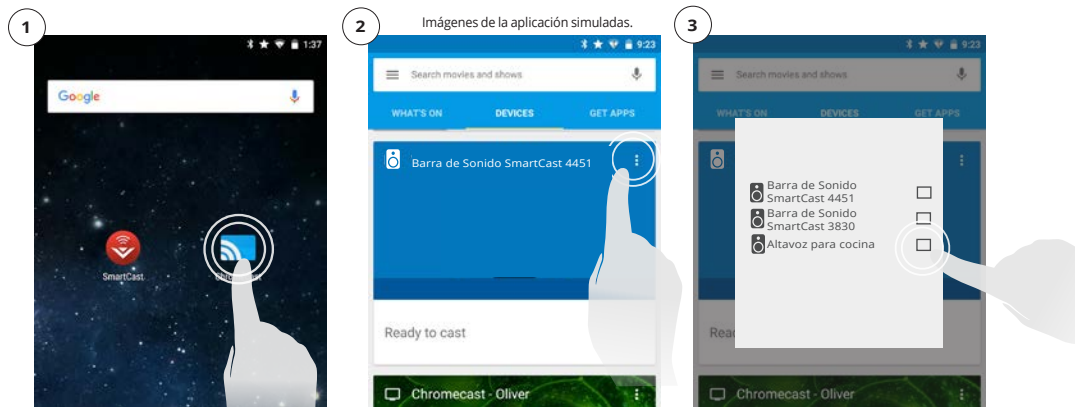 Imágenes de la aplicación simuladas.
1
1:37
Google
SmartCast
2
9:23
Search movies and shows
WHAT'S ON DEVICES GET APPS
Barra de Sonido SmartCast 4451
Ready to cast
Chromecast - Oliver
3
9:23
Search movies and shows
WHAT'S ON DEVICES GET APPS
Barra de Sonido
SmartCast 4451
Barra de Sonido
SmartCast 3830
Altavoz para cocina
Chromecast - Oliver